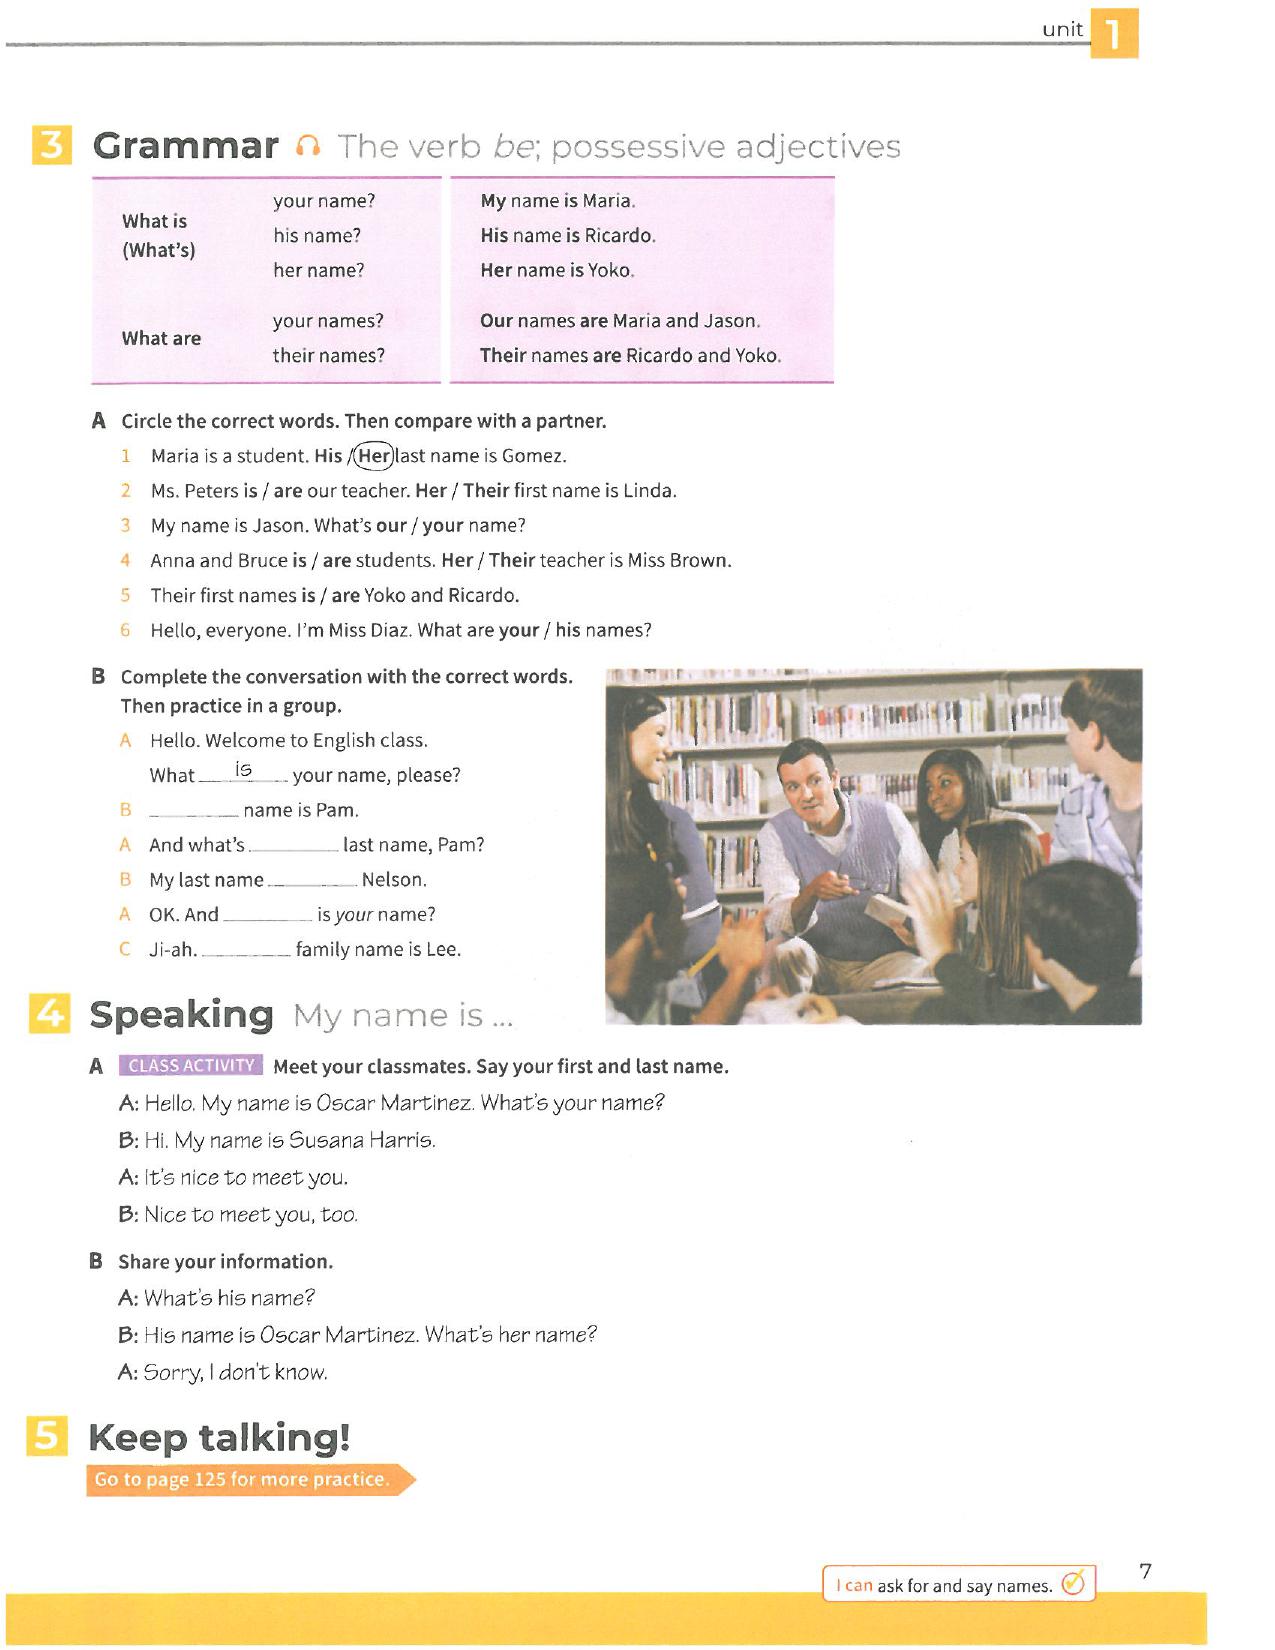 unit 1
3 Grammar The verb be; possessive adjectives
What is
(What's)
your name?
his name?
her name?
My name is Maria.
His name is Ricardo.
Her name is Yoko.
What are
your names?
their names?
Our names are Maria and Jason.
Their names are Ricardo and Yoko.
A Circle the correct words. Then compare with a partner.
1 Maria is a student. His / Her last name is Gomez.
2 Ms. Peters is / are our teacher. Her / Their first name is Linda.
3 My name is Jason. What's our / your name?
4 Anna and Bruce is / are students. Her / Their teacher is Miss Brown.
5 Their first names is / are Yoko and Ricardo.
6 Hello, everyone. I'm Miss Diaz. What are your / his names?
B Complete the conversation with the correct words.
Then practice in a group.
A Hello. Welcome to English class.
What is your name, please?
B ________ name is Pam.
A And what's ________ last name, Pam?
B My last name ________ Nelson.
A OK. And ________ is your name?
C Ji-ah. ________ family name is Lee.
4 Speaking My name is ...
A CLASS ACTIVITY Meet your classmates. Say your first and last name.
A: Hello. My name is Oscar Martinez. What's your name?
B: Hi. My name is Susana Harris.
A: It's nice to meet you.
B: Nice to meet you, too.
B Share your information.
A: What's his name?
B: His name is Oscar Martinez. What's her name?
A: Sorry, I don't know.
5 Keep talking!
Go to page 125 for more practice.
I can ask for and say names.
7